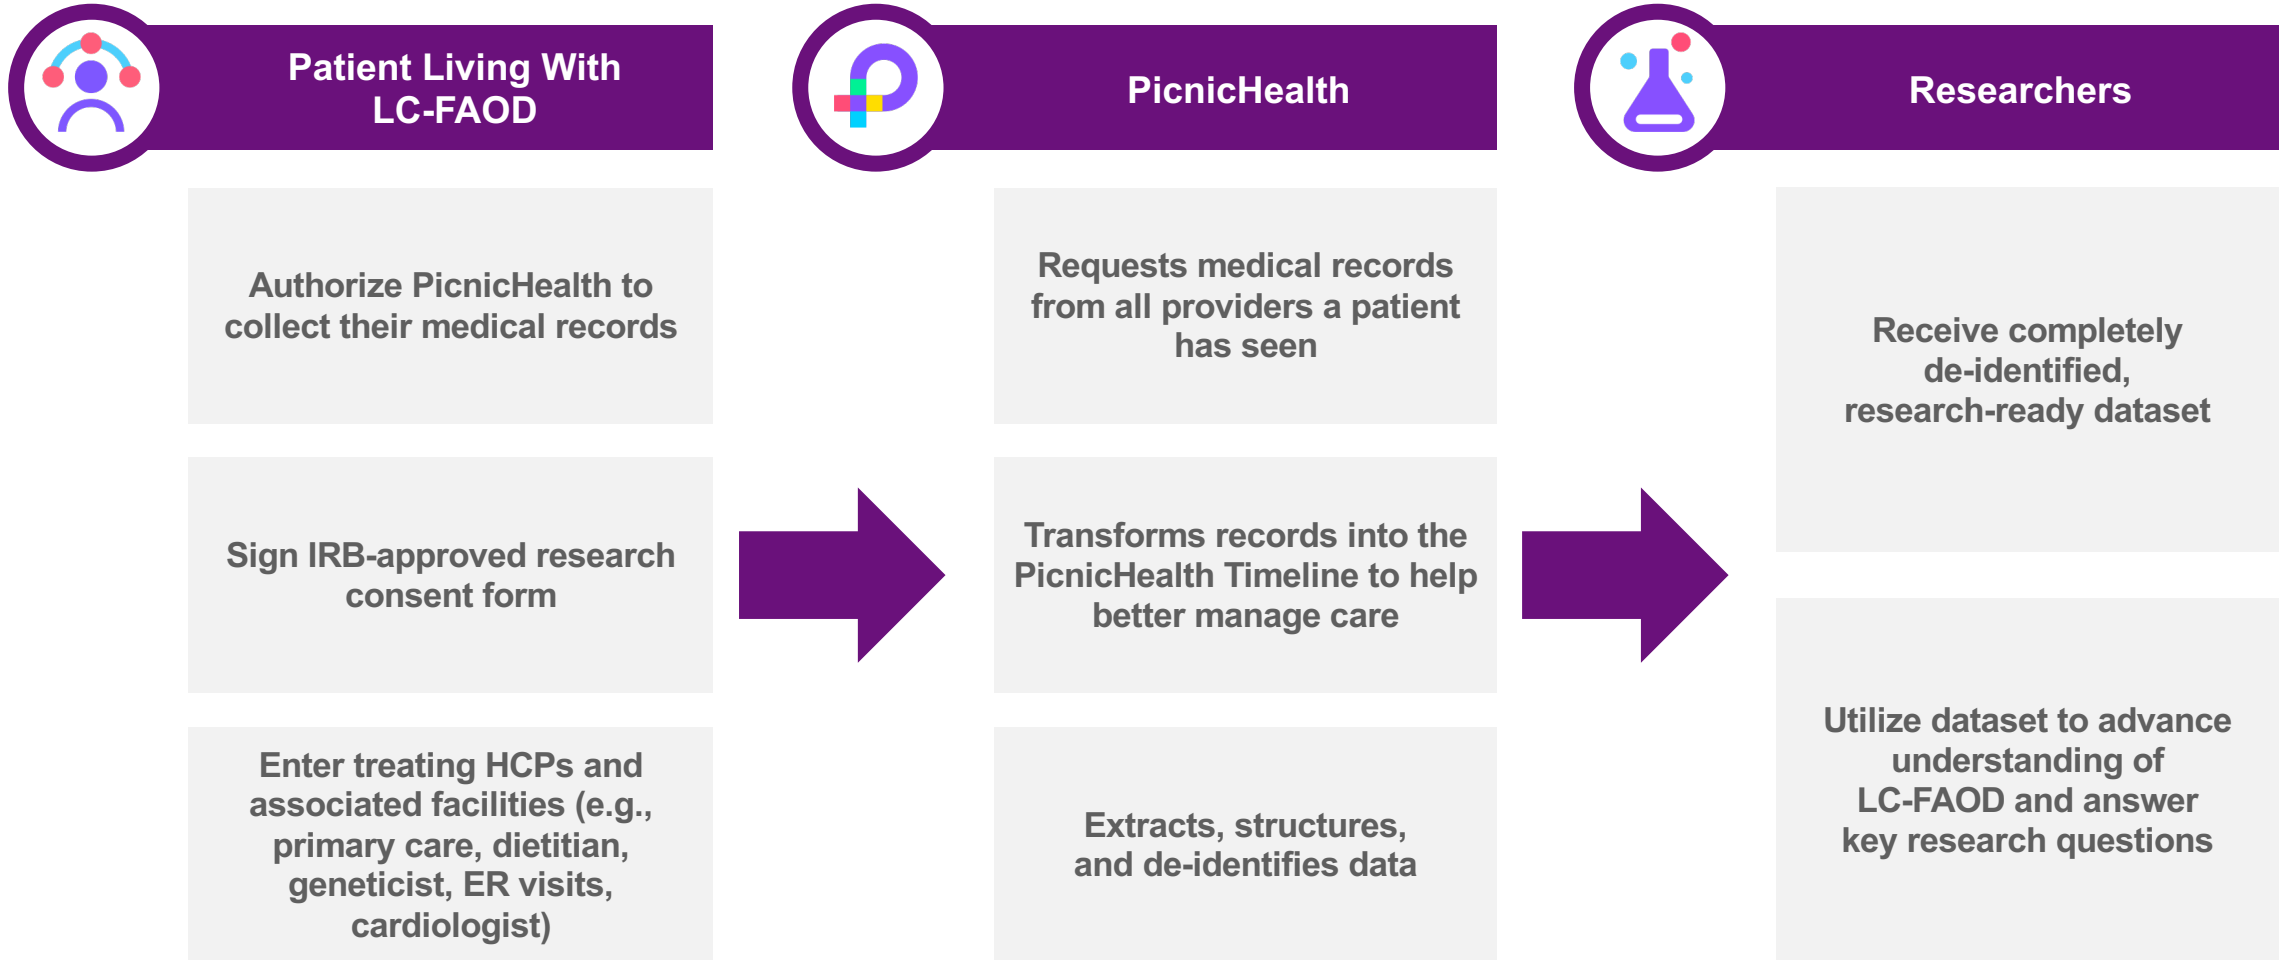 Patient Living With
LC-FAOD
Authorize PicnicHealth to
collect their medical records
Sign IRB-approved research
consent form
Enter treating HCPs and
associated facilities (e.g.,
primary care, dietitian,
geneticist, ER visits,
cardiologist)
PicnicHealth
Requests medical records
from all providers a patient
has seen
Transforms records into the
PicnicHealth Timeline to help
better manage care
Extracts, structures,
and de-identifies data
Researchers
Receive completely
de-identified,
research-ready dataset
Utilize dataset to advance
understanding of
LC-FAOD and answer
key research questions